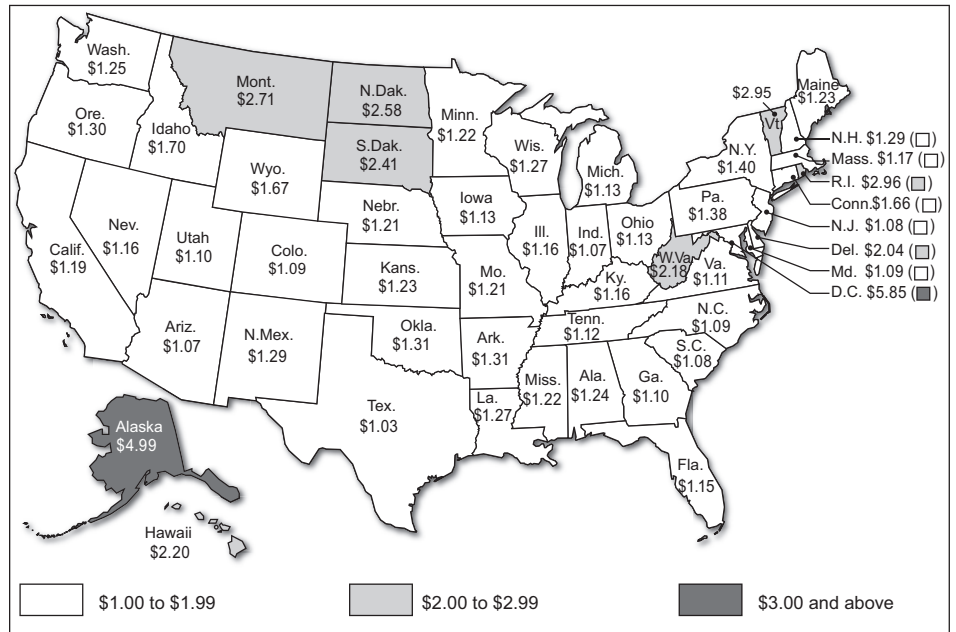 Wash.
$1.25
Ore.
$1.30
Idaho
$1.70
Mont.
$2.71
N.Dak.
$2.58
S.Dak.
$2.41
Wyo.
$1.67
Minn.
$1.22
Wis.
$1.27
Mich.
$1.13
Iowa
$1.13
Nebr.
$1.21
Calif.
$1.19
Nev.
$1.16
Utah
$1.10
Colo.
$1.09
Kans.
$1.23
Mo.
$1.21
Ill.
$1.16
Ind.
$1.07
Ohio
$1.13
Ky.
$1.16
W.Va
$2.18
Va.
$1.11
Pa.
$1.38
N.Y.
$1.40
$2.95
Vt
Maine
$1.23
N.H. $1.29 (□)
Mass. $1.17 (□)
R.I. $2.96 (□)
Conn.$1.66 (□)
N.J. $1.08 (□)
Del. $2.04 (□)
Md. $1.09 (□)
D.C. $5.85 (■)
Ariz.
$1.07
N.Mex.
$1.29
Okla.
$1.31
Ark.
$1.31
Tenn.
$1.12
N.C.
$1.09
S.C.
$1.08
Tex.
$1.03
La.
$1.27
Miss.
$1.22
Ala.
$1.24
Ga.
$1.10
Fla.
$1.15
Alaska
$4.99
Hawaii
$2.20
$1.00 to $1.99
$2.00 to $2.99
$3.00 and above